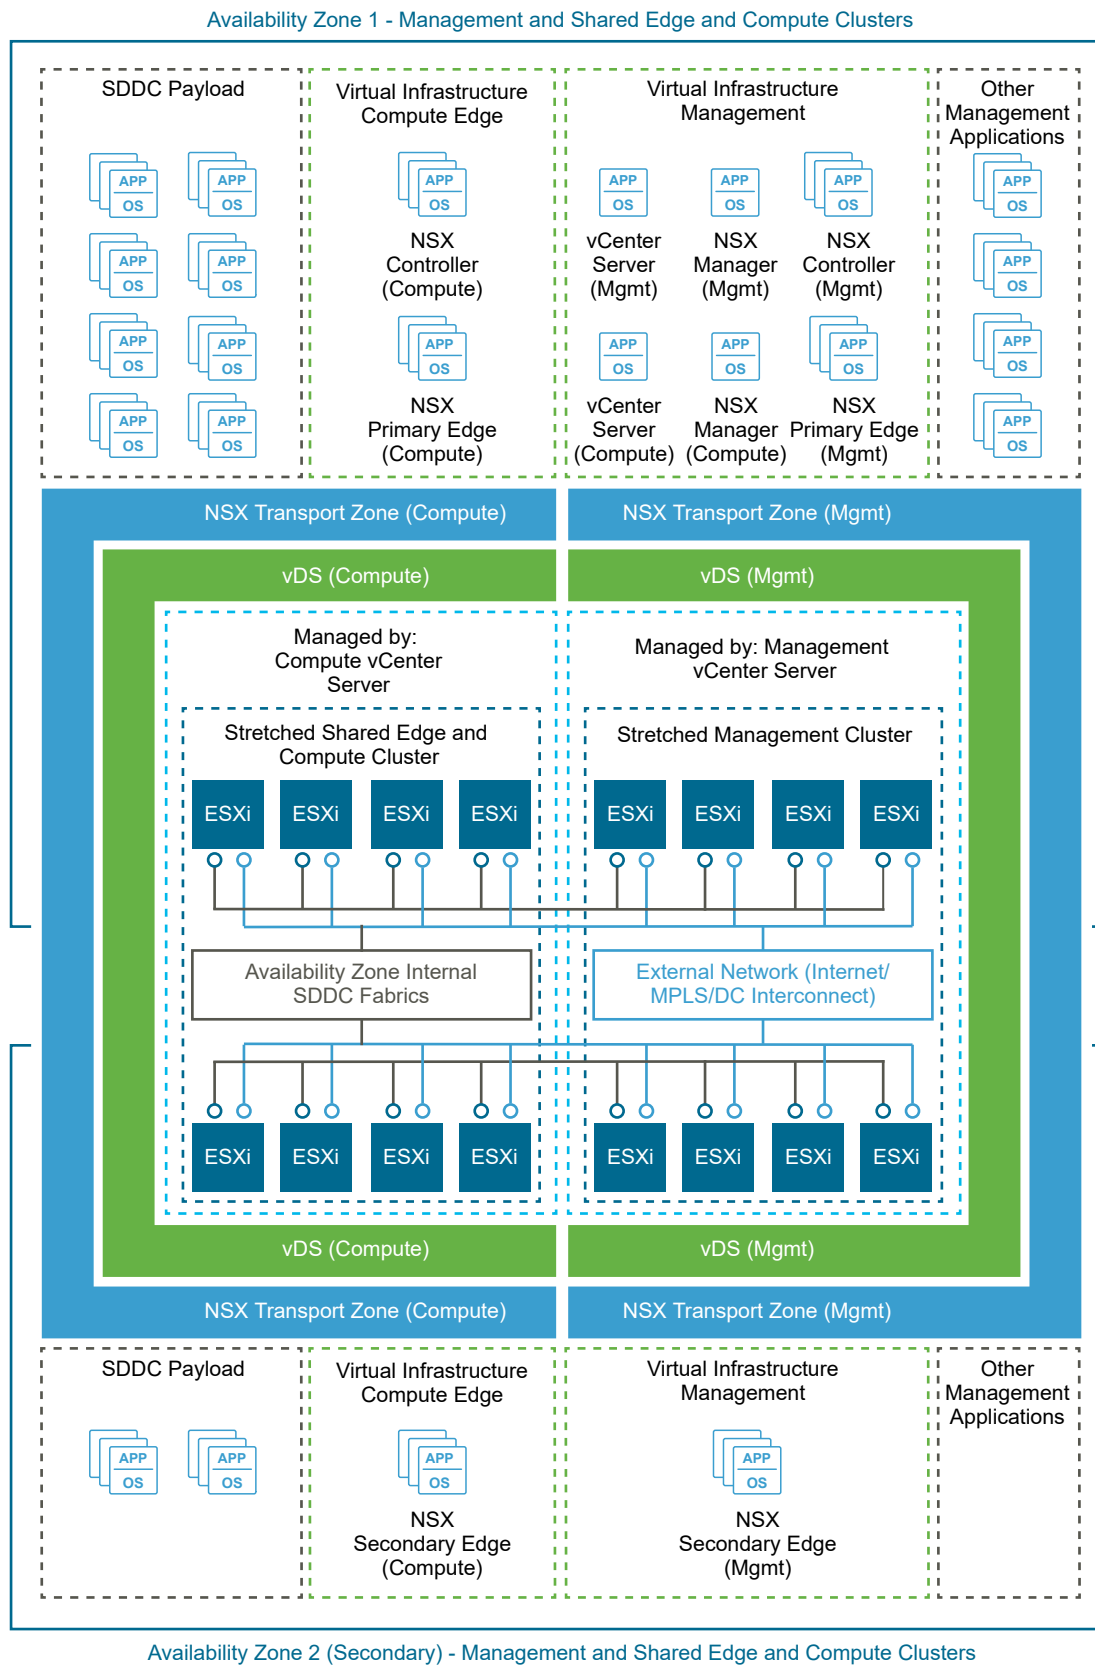 Availability Zone 1 - Management and Shared Edge and Compute Clusters
SDDC Payload
APP
OS
APP
OS
APP
OS
APP
OS
APP
OS
APP
OS
APP
OS
APP
OS
Virtual Infrastructure
Compute Edge
APP
OS
NSX
Controller
(Compute)
APP
OS
NSX
Primary Edge
(Compute)
Virtual Infrastructure
Management
APP
OS
vCenter
Server
(Mgmt)
APP
OS
NSX
Manager
(Mgmt)
APP
OS
NSX
Controller
(Mgmt)
APP
OS
vCenter
Server
(Compute)
APP
OS
NSX
Manager
(Compute)
APP
OS
NSX
Primary Edge
(Mgmt)
Other
Management
Applications
APP
OS
APP
OS
APP
OS
APP
OS
NSX Transport Zone (Compute)
NSX Transport Zone (Mgmt)
vDS (Compute)
vDS (Mgmt)
Managed by:
Compute vCenter
Server
Managed by: Management
vCenter Server
Stretched Shared Edge and
Compute Cluster
Stretched Management Cluster
ESXi
ESXi
ESXi
ESXi
ESXi
ESXi
ESXi
ESXi
Availability Zone Internal
SDDC Fabrics
External Network (Internet/
MPLS/DC Interconnect)
ESXi
ESXi
ESXi
ESXi
ESXi
ESXi
ESXi
ESXi
vDS (Compute)
vDS (Mgmt)
NSX Transport Zone (Compute)
NSX Transport Zone (Mgmt)
SDDC Payload
APP
OS
APP
OS
Virtual Infrastructure
Compute Edge
APP
OS
NSX
Secondary Edge
(Compute)
Virtual Infrastructure
Management
APP
OS
NSX
Secondary Edge
(Mgmt)
Other
Management
Applications
Availability Zone 2 (Secondary) - Management and Shared Edge and Compute Clusters